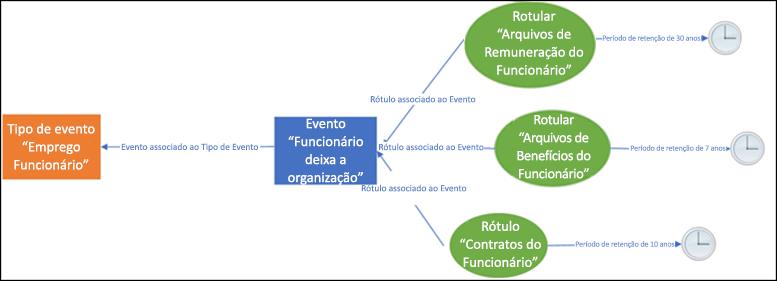 Rotular
“Arquivos de
Remuneração do
Funcionário”
Período de retenção de 30 anos
Rótulo associado ao Evento
Tipo de evento
“Emprego
Funcionário”
Evento associado ao Tipo de Evento
Evento
“Funcionário
deixa a
organização”
Rótulo associado ao Evento
Rotular
“Arquivos de
Benefícios do
Funcionário”
Período de retenção de 7 anos
Rótulo associado ao Evento
Rótulo
“Contratos do
Funcionário”
Período de retenção de 10 anos